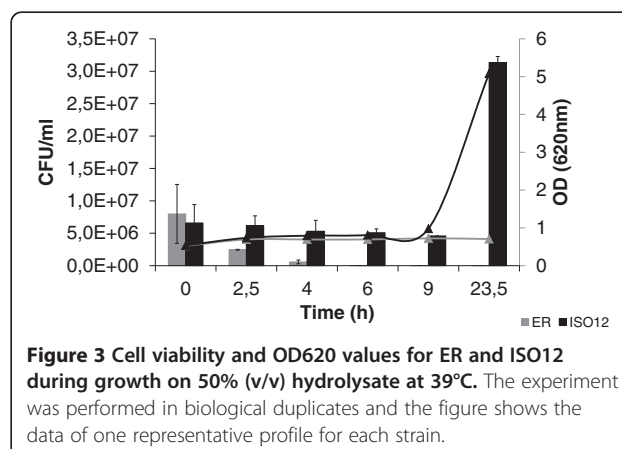 3,5E+07
3,0E+07
2,5E+07
2,0E+07
1,5E+07
1,0E+07
5,0E+06
0,0E+00
CFU/ml
6
5
4
3
2
1
0
OD (620nm)
0 2,5 4 6 9 23,5
Time (h)
ER ISO12
Figure 3 Cell viability and OD620 values for ER and ISO12
during growth on 50% (v/v) hydrolysate at 39°C. The experiment
was performed in biological duplicates and the figure shows the
data of one representative profile for each strain.